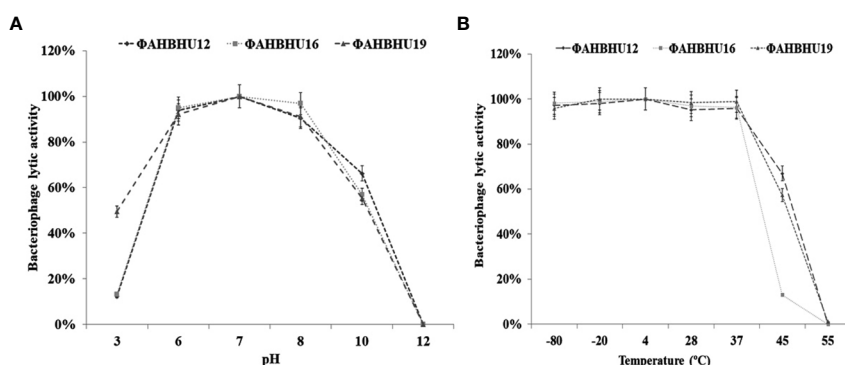 A
ΦAHBHU12 ΦAHBHU16 ΦAHBHU19
120%
100%
80%
60%
40%
20%
0%
Bacteriophage lytic activity
3 6 7 8 10 12
pH
B
ΦAHBHU12 ΦAHBHU16 ΦAHBHU19
120%
100%
80%
60%
40%
20%
0%
Bacteriophage lytic activity
-80 -20 4 28 37 45 55
Temperature (°C)